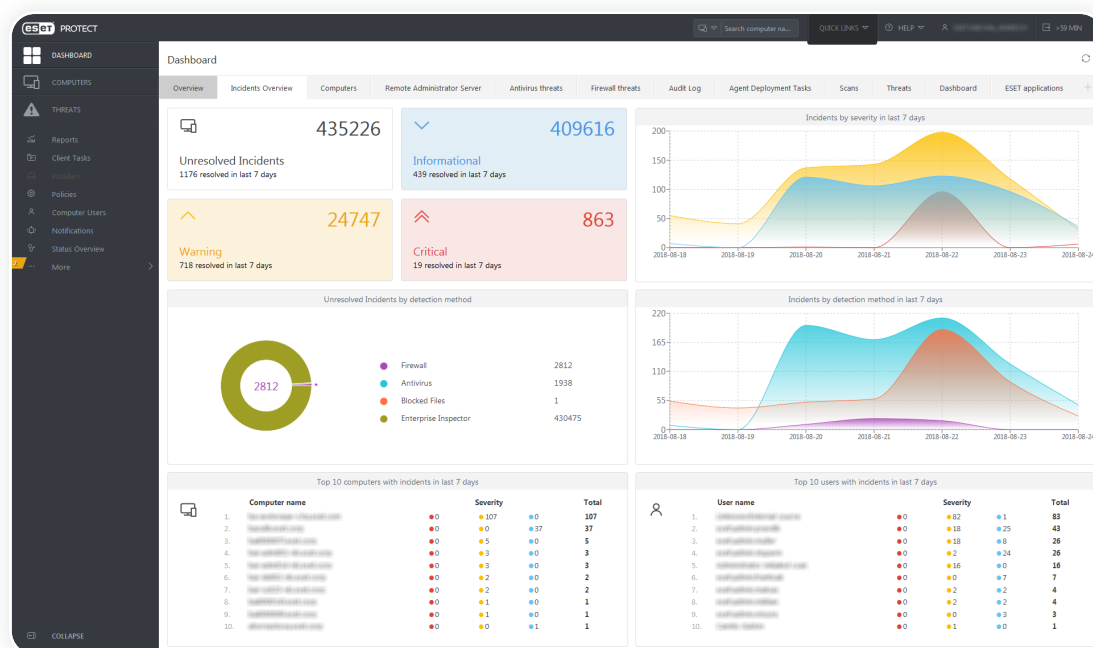 eset PROTECT
Search computer na...
QUICK LINKS
HELP
>59 MIN
DASHBOARD
COMPUTERS
THREATS
Reports
Client Tasks
Installers
Policies
Computer Users
Notifications
Status Overview
More
COLLAPSE
Dashboard
Overview Incidents Overview Computers Remote Administrator Server Antivirus threats Firewall threats Audit Log Agent Deployment Tasks Scans Threats Dashboard ESET applications
435226
Unresolved Incidents
1176 resolved in last 7 days
409616
Informational
439 resolved in last 7 days
24747
Warning
718 resolved in last 7 days
863
Critical
19 resolved in last 7 days
Incidents by severity in last 7 days
200
150
100
50
0
2018-08-18 2018-08-19 2018-08-20 2018-08-21 2018-08-22 2018-08-23 2018-08-24
Unresolved Incidents by detection method
2812
Firewall 2812
Antivirus 1938
Blocked Files 1
Enterprise Inspector 430475
Incidents by detection method in last 7 days
220
165
110
55
0
2018-08-18 2018-08-19 2018-08-20 2018-08-21 2018-08-22 2018-08-23 2018-08-24
Top 10 computers with incidents in last 7 days
Computer name Severity Total
1. 0 107 0 107
2. 0 0 37 37
3. 0 5 0 5
4. 0 3 0 3
5. 0 3 0 3
6. 0 2 0 2
7. 0 2 0 2
8. 0 1 0 1
9. 0 1 0 1
10. 0 0 1 1
Top 10 users with incidents in last 7 days
User name Severity Total
1. 0 82 1 83
2. 0 18 25 43
3. 0 18 8 26
4. 0 2 24 26
5. 0 16 0 16
6. 0 0 7 7
7. 0 2 2 4
8. 0 2 2 4
9. 0 0 3 3
10. 0 1 0 1